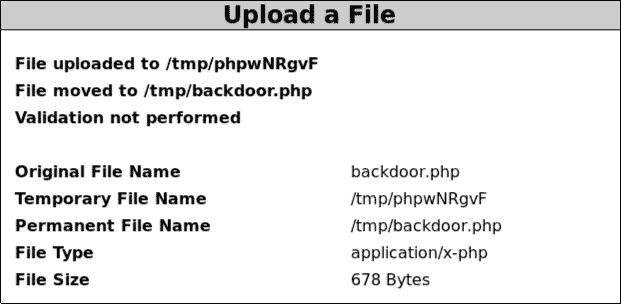 Upload a File
File uploaded to /tmp/phpwNRgvF
File moved to /tmp/backdoor.php
Validation not performed
Original File Name backdoor.php
Temporary File Name /tmp/phpwNRgvF
Permanent File Name /tmp/backdoor.php
File Type application/x-php
File Size 678 Bytes